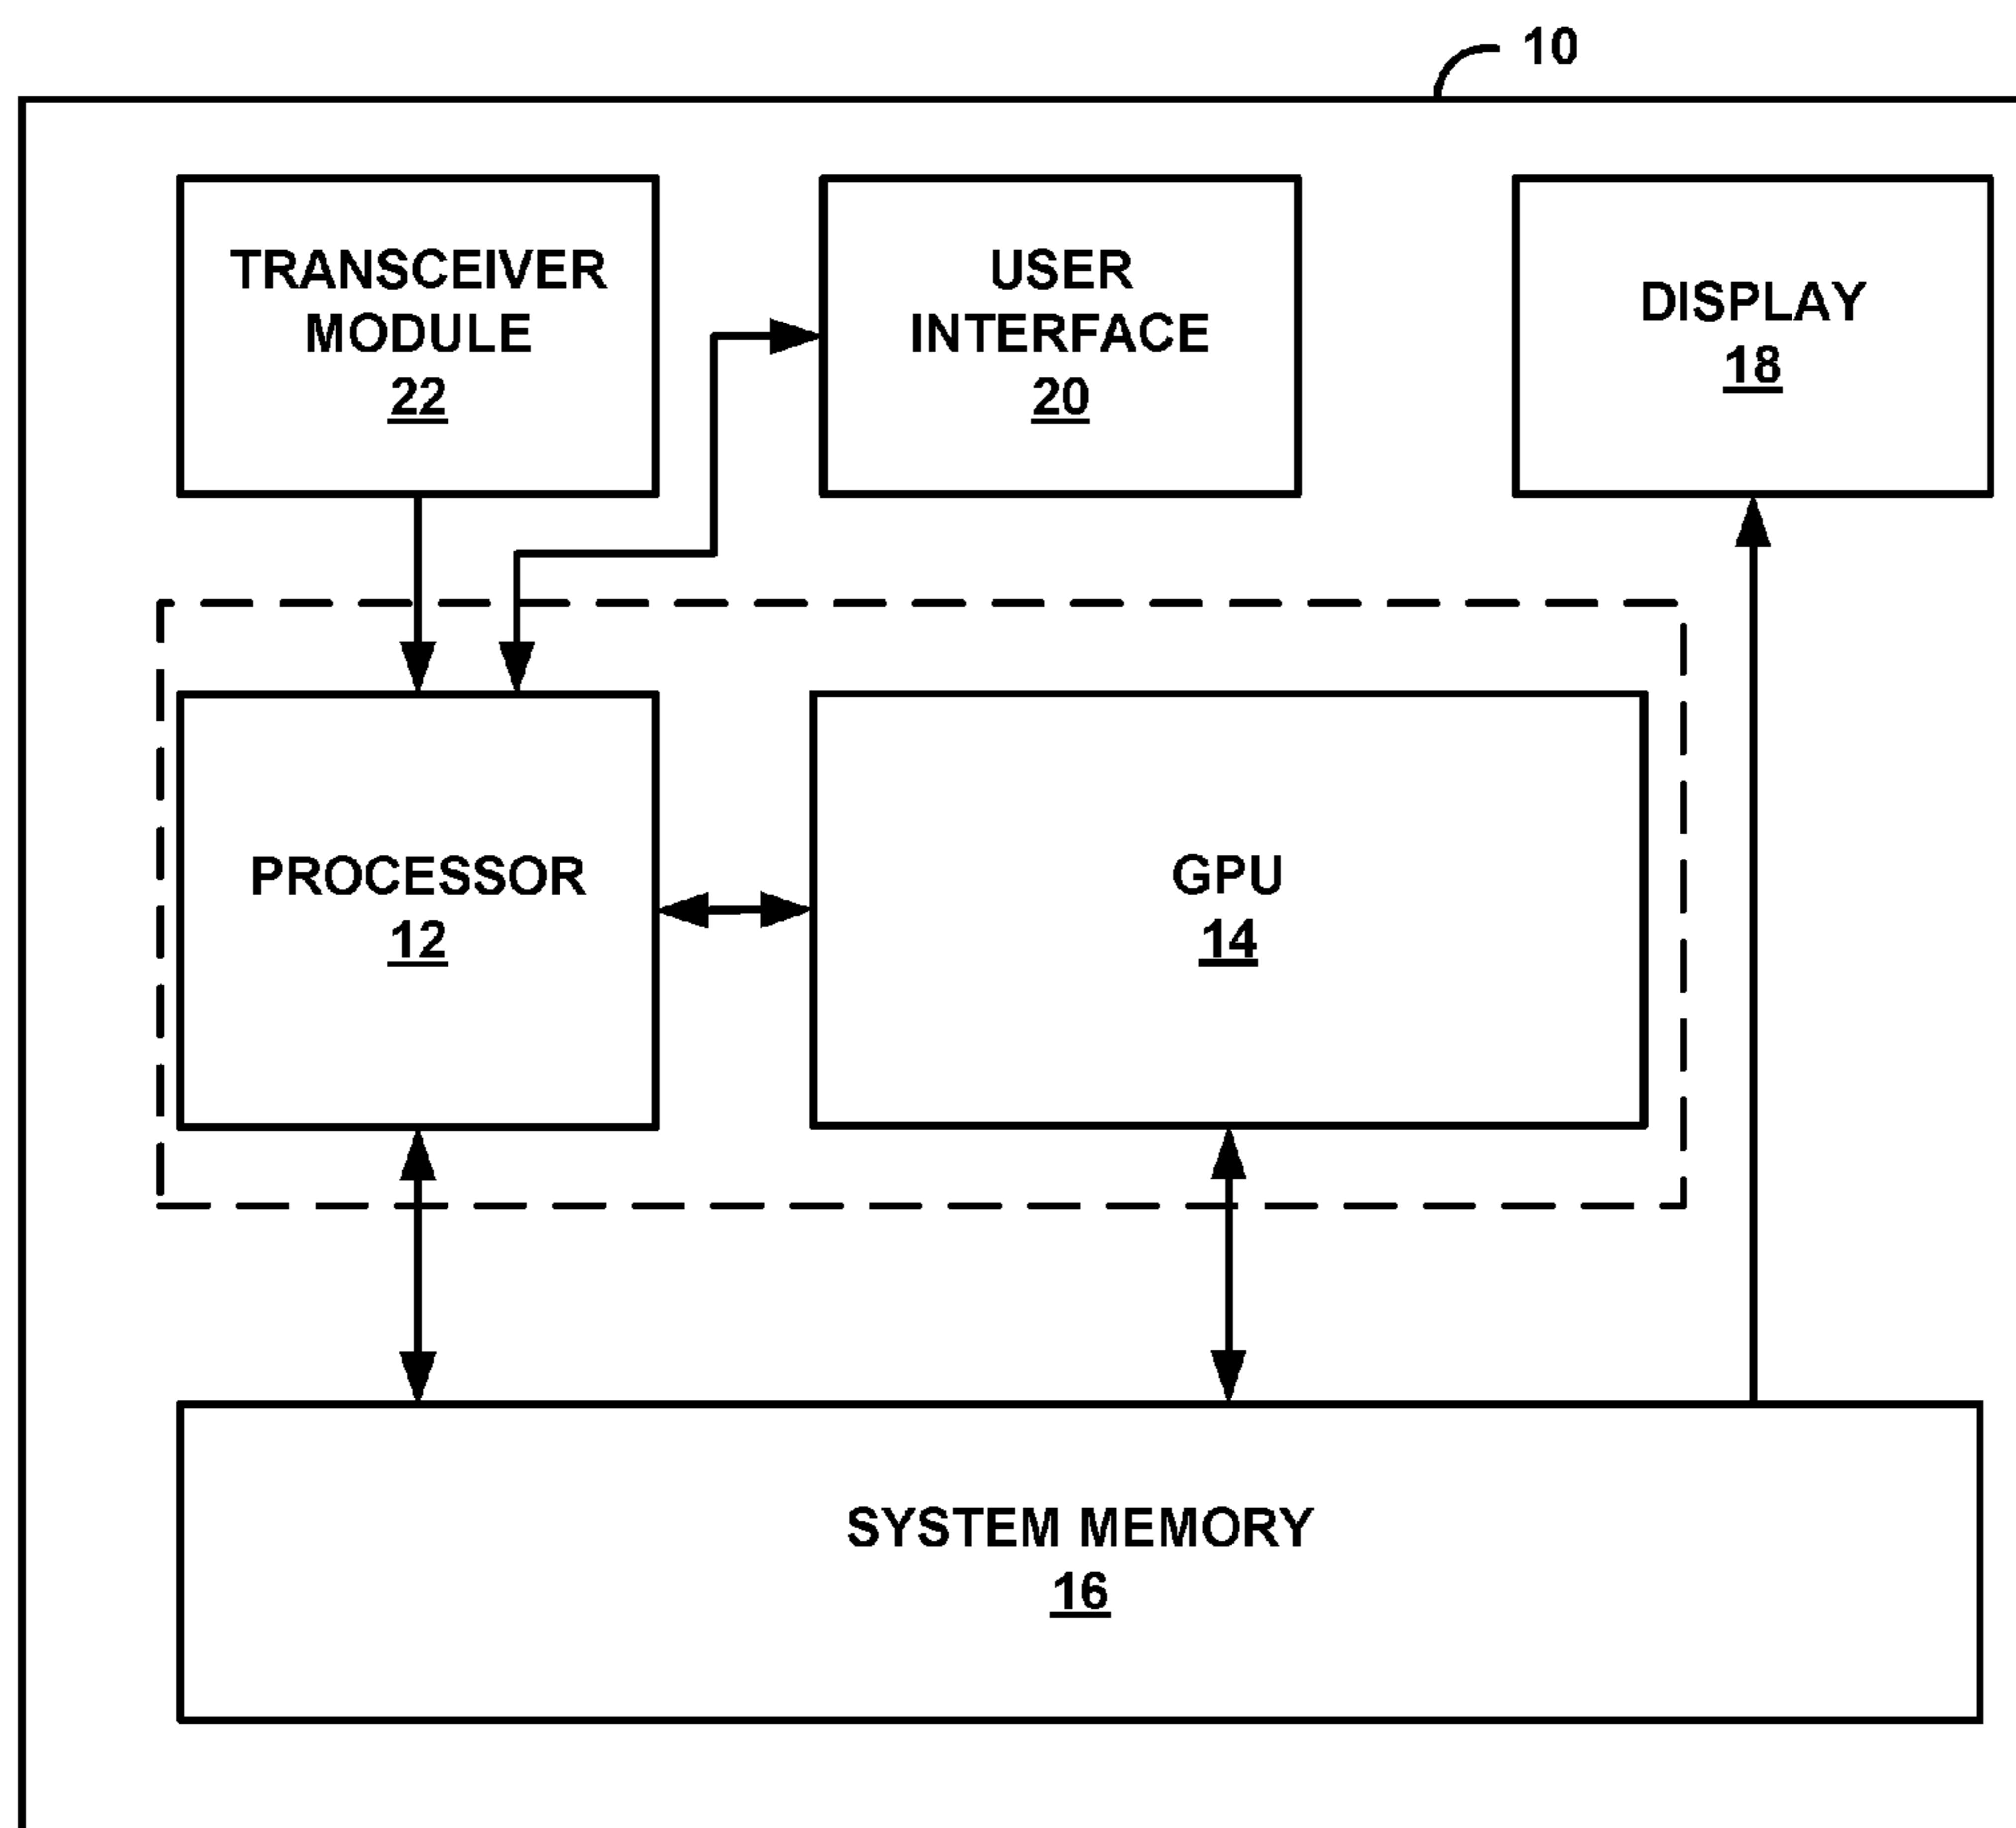 10
TRANSCEIVER
MODULE
22
USER
INTERFACE
20
DISPLAY
18
PROCESSOR
12
GPU
14
SYSTEM MEMORY
16